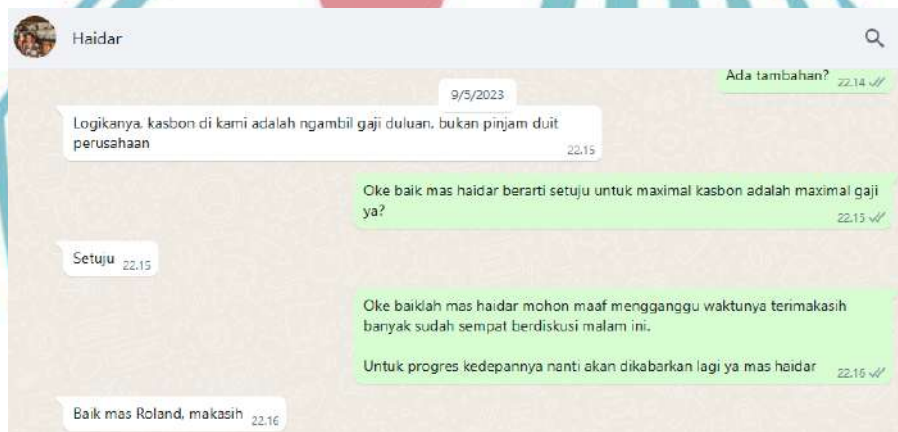 Haidar
Ada tambahan? 22.14
9/5/2023
Logikanya, kasbon di kami adalah ngambil gaji duluan, bukan pinjam duit
perusahaan 22.15
Oke baik mas haidar berarti setuju untuk maximal kasbon adalah maximal gaji
ya? 22.15
Setuju 22.15
Oke baiklah mas haidar mohon maaf mengganggu waktunya terimakasih
banyak sudah sempat berdiskusi malam ini.
Untuk progres kedepannya nanti akan dikabarkan lagi ya mas haidar 22.16
Baik mas Roland, makasih 22.16